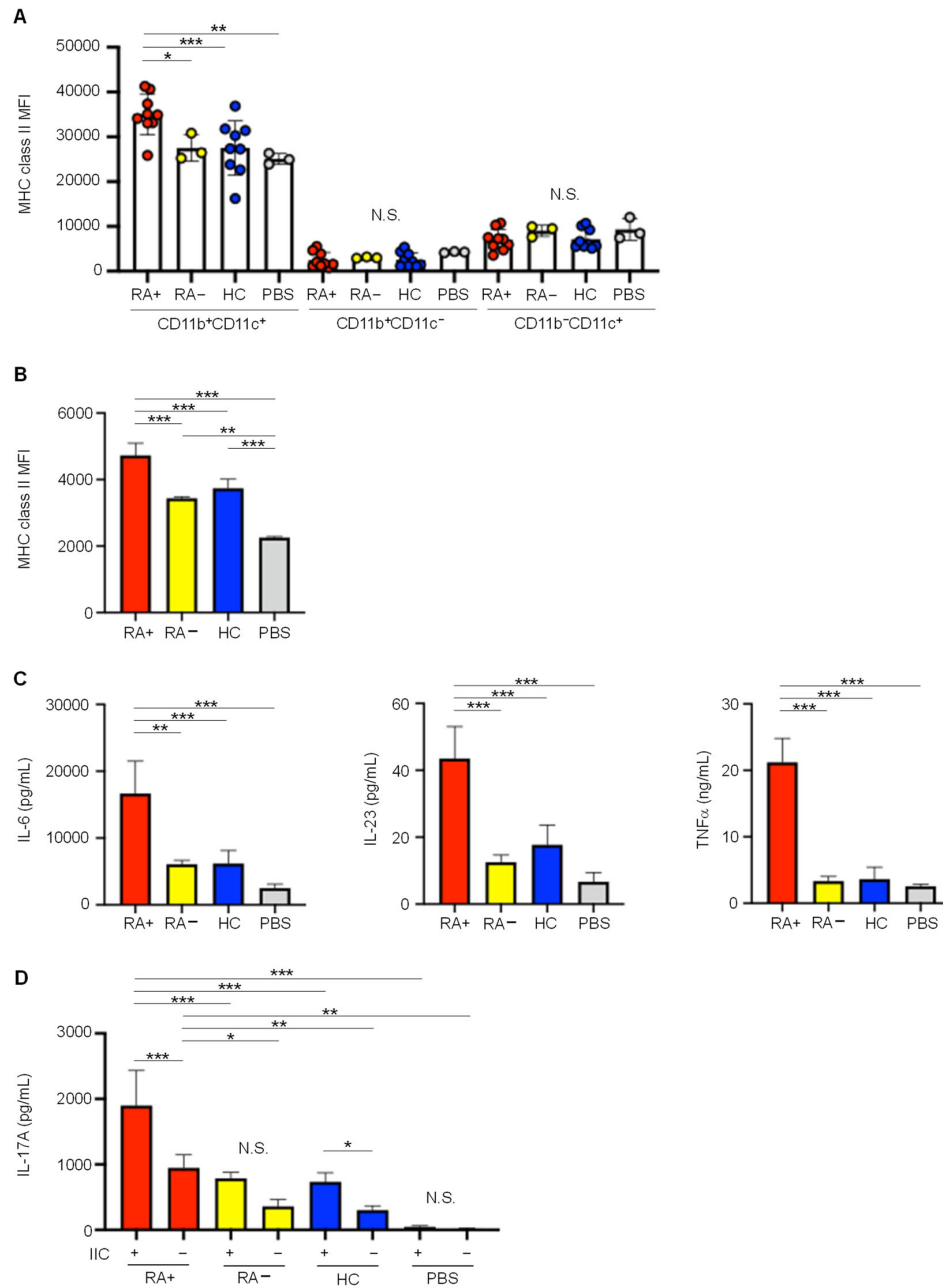 A
** 
***
*
50000
40000
30000
20000
10000
0
MHC class II MFI
N.S.
N.S.
RA+ RA− HC PBS RA+ RA− HC PBS RA+ RA− HC PBS
CD11b+CD11c+ CD11b+CD11c− CD11b−CD11c+
B
***
***
*** **
***
6000
4000
2000
0
MHC class II MFI
RA+ RA− HC PBS
C
***
***
**
30000
20000
10000
0
IL-6 (pg/mL)
RA+ RA− HC PBS
***
***
***
60
40
20
0
IL-23 (pg/mL)
RA+ RA− HC PBS
***
***
***
30
20
10
0
TNFα (ng/mL)
RA+ RA− HC PBS
D
***
***
***
**
**
*
***
3000
2000
1000
0
IL-17A (pg/mL)
N.S.
*
N.S.
IIC + − + − + − + −
RA+ RA− HC PBS